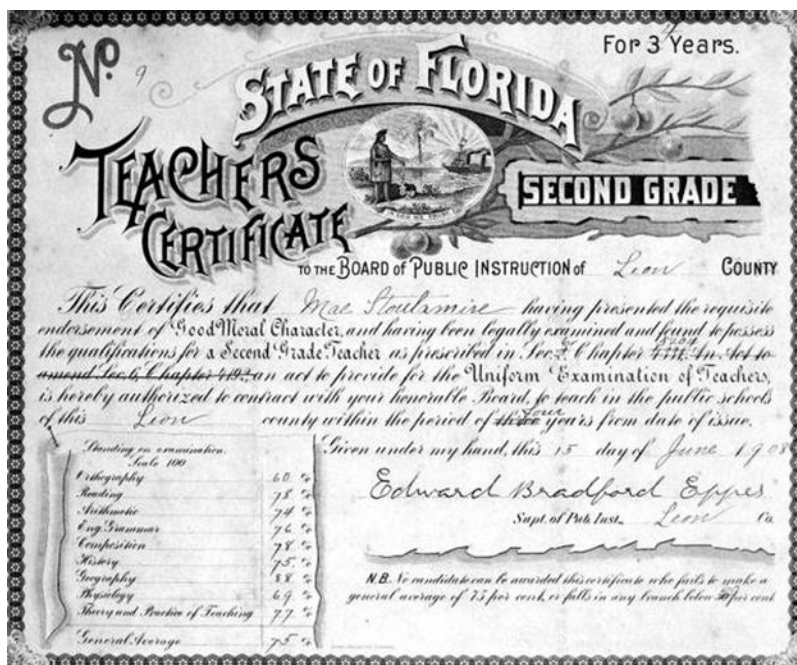 No. 9
For 3 Years.
4
STATE OF FLORIDA
TEACHERS
CERTIFICATE
SECOND GRADE
TO THE BOARD OF PUBLIC INSTRUCTION of Leon COUNTY
This Certifies that Mae Stoutamire having presented the requisite
endorsement of Good Moral Character, and having been legally examined and found to possess
the qualifications for a Second Grade Teacher as prescribed in Sec. Chapter 5204 An Act to
amend Sec. 6, Chapter 4192 an act to provide for the Uniform Examination of Teachers,
is hereby authorized to contract with your honorable Board, to teach in the public schools
of this Leon county within the period of three four years from date of issue.
Given under my hand, this 15 day of June 1908
Edward Bradford Eppes
Supt. of Pub. Inst. Leon Co.
N.B. No candidate can be awarded this certificate who fails to make a
general average of 75 per cent. or falls in any branch below per cent
Standing on examination.
Scale 100
Orthography 60 %
Reading 78 %
Arithmetic 74 %
Eng. Grammar 76 %
Composition 78 %
History 75 %
Geography 88 %
Physiology 69 %
Theory and Practice of Teaching 77 %
General Average 75 %